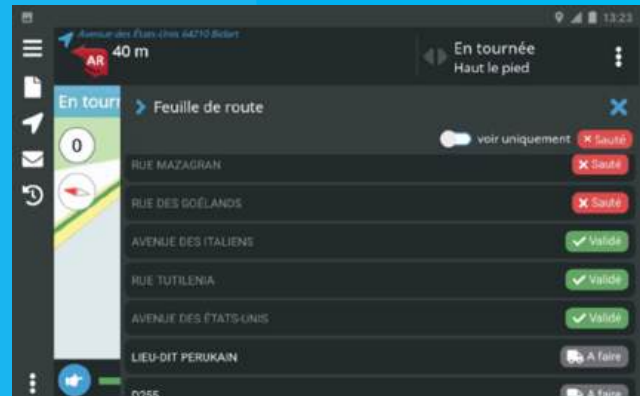 13:23
Avenue des États-Unis 64210 Bidart
AR
40 m
En tournée
Haut le pied
En tourr
Feuille de route
0
voir uniquement
Sauté
RUE MAZAGRAN
Sauté
RUE DES GOÉLANDS
Sauté
AVENUE DES ITALIENS
Validé
RUE TUTILENIA
Validé
AVENUE DES ÉTATS-UNIS
Validé
LIEU-DIT PERUKAIN
A faire
D255
A faire